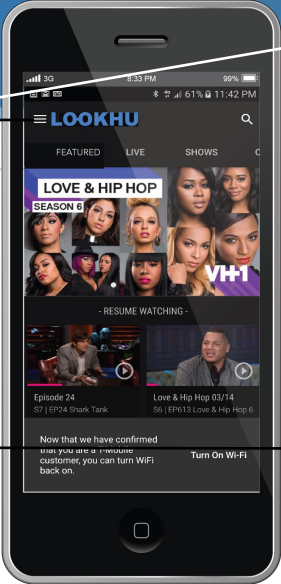 3G 8:33 PM 99%
61% 11:42 PM
LOOKHU
FEATURED LIVE SHOWS C
LOVE & HIP HOP
SEASON 6
VH1
- RESUME WATCHING -
Episode 24
S7 | EP24 Shark Tank
Love & Hip Hop 03/14
S6 | EP613 Love & Hip Hop 6
Now that we have confirmed
that you are a T-Mobile
customer, you can turn WiFi
back on.
Turn On Wi-Fi